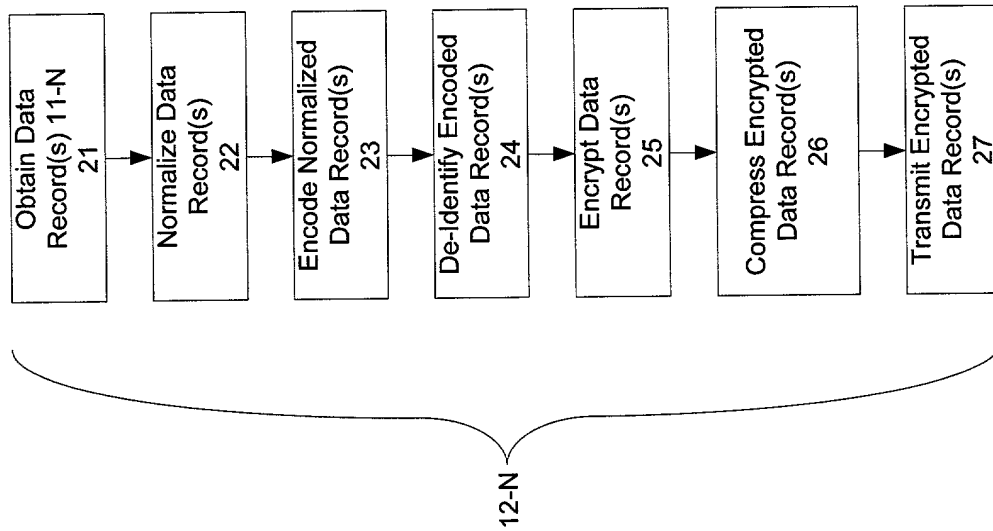 Obtain Data
Record(s) 11-N
21
Normalize Data
Record(s)
22
Encode Normalized
Data Record(s)
23
De-Identify Encoded
Data Record(s)
24
Encrypt Data
Record(s)
25
Compress Encrypted
Data Record(s)
26
Transmit Encrypted
Data Record(s)
27
12-N